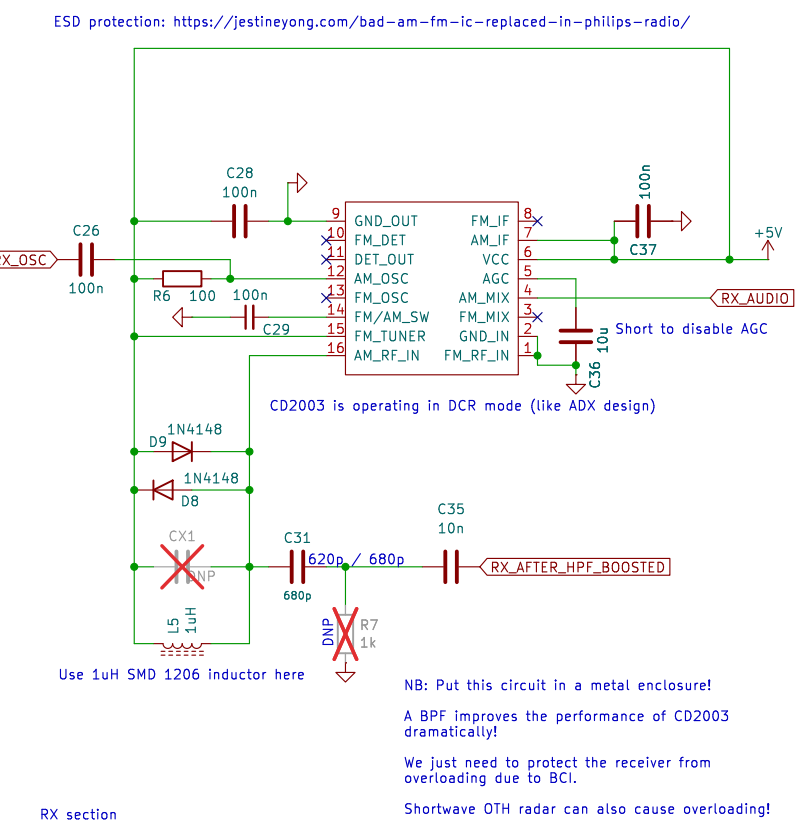 ESD protection: https://jestineyong.com/bad-am-fm-ic-replaced-in-philips-radio/
C28
100n
100n
C37
C26
100n
RX_OSC
+5V
9 GND_OUT FM_IF 8
10 FM_DET AM_IF 7
11 DET_OUT VCC 6
12 AM_OSC AGC 5
13 FM_OSC AM_MIX 4
14 FM/AM_SW FM_MIX 3
15 FM_TUNER GND_IN 2
16 AM_RF_IN FM_RF_IN 1
R6 100
100n
C29
RX_AUDIO
Short to disable AGC
10u
C36
CD2003 is operating in DCR mode (like ADX design)
1N4148
D9
1N4148
D8
CX1
DNP
C31
620p / 680p
680p
C35
10n
RX_AFTER_HPF_BOOSTED
L5
1uH
DNP
R7
1k
Use 1uH SMD 1206 inductor here
NB: Put this circuit in a metal enclosure!
A BPF improves the performance of CD2003
dramatically!
We just need to protect the receiver from
overloading due to BCI.
Shortwave OTH radar can also cause overloading!
RX section